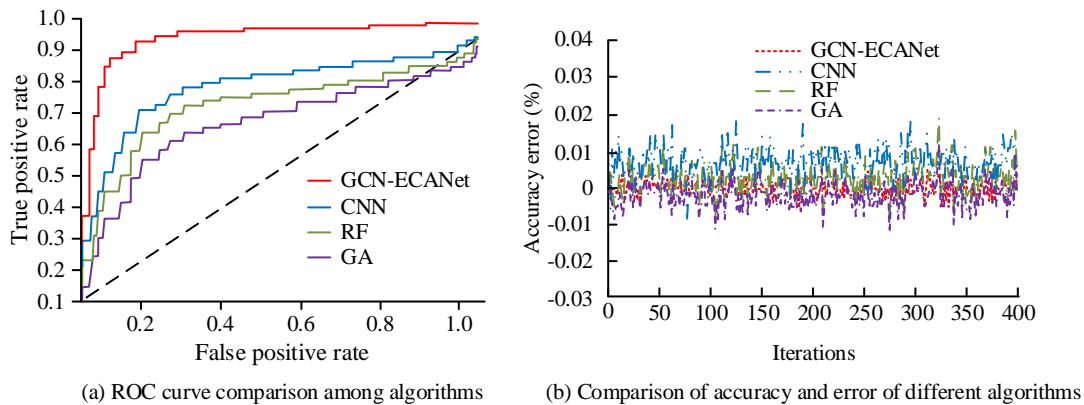 1.0
0.9
0.8
0.7
0.6
0.5
0.4
0.3
0.2
0.1
True positive rate
GCN-ECANet
CNN
RF
GA
0.2 0.4 0.6 0.8 1.0
False positive rate
(a) ROC curve comparison among algorithms
0.04
0.03
0.02
0.01
0
-0.01
-0.02
-0.03
Accuracy error (%)
GCN-ECANet
CNN
RF
GA
0 50 100 150 200 250 300 350 400
Iterations
(b) Comparison of accuracy and error of different algorithms